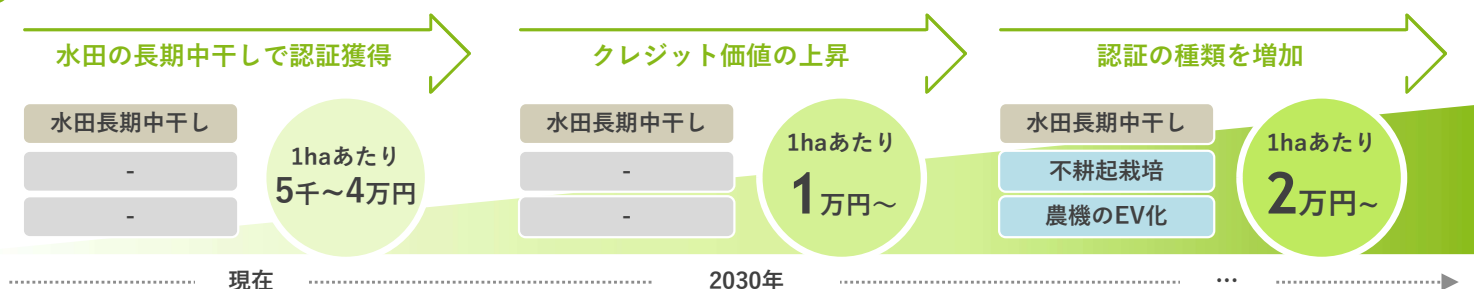 水田の長期中干しで認証獲得
クレジット価値の上昇
認証の種類を増加
水田長期中干し
-
-
1haあたり
5千～4万円
水田長期中干し
-
-
1haあたり
1万円～
水田長期中干し
不耕起栽培
農機のEV化
1haあたり
2万円~
現在
2030年
…